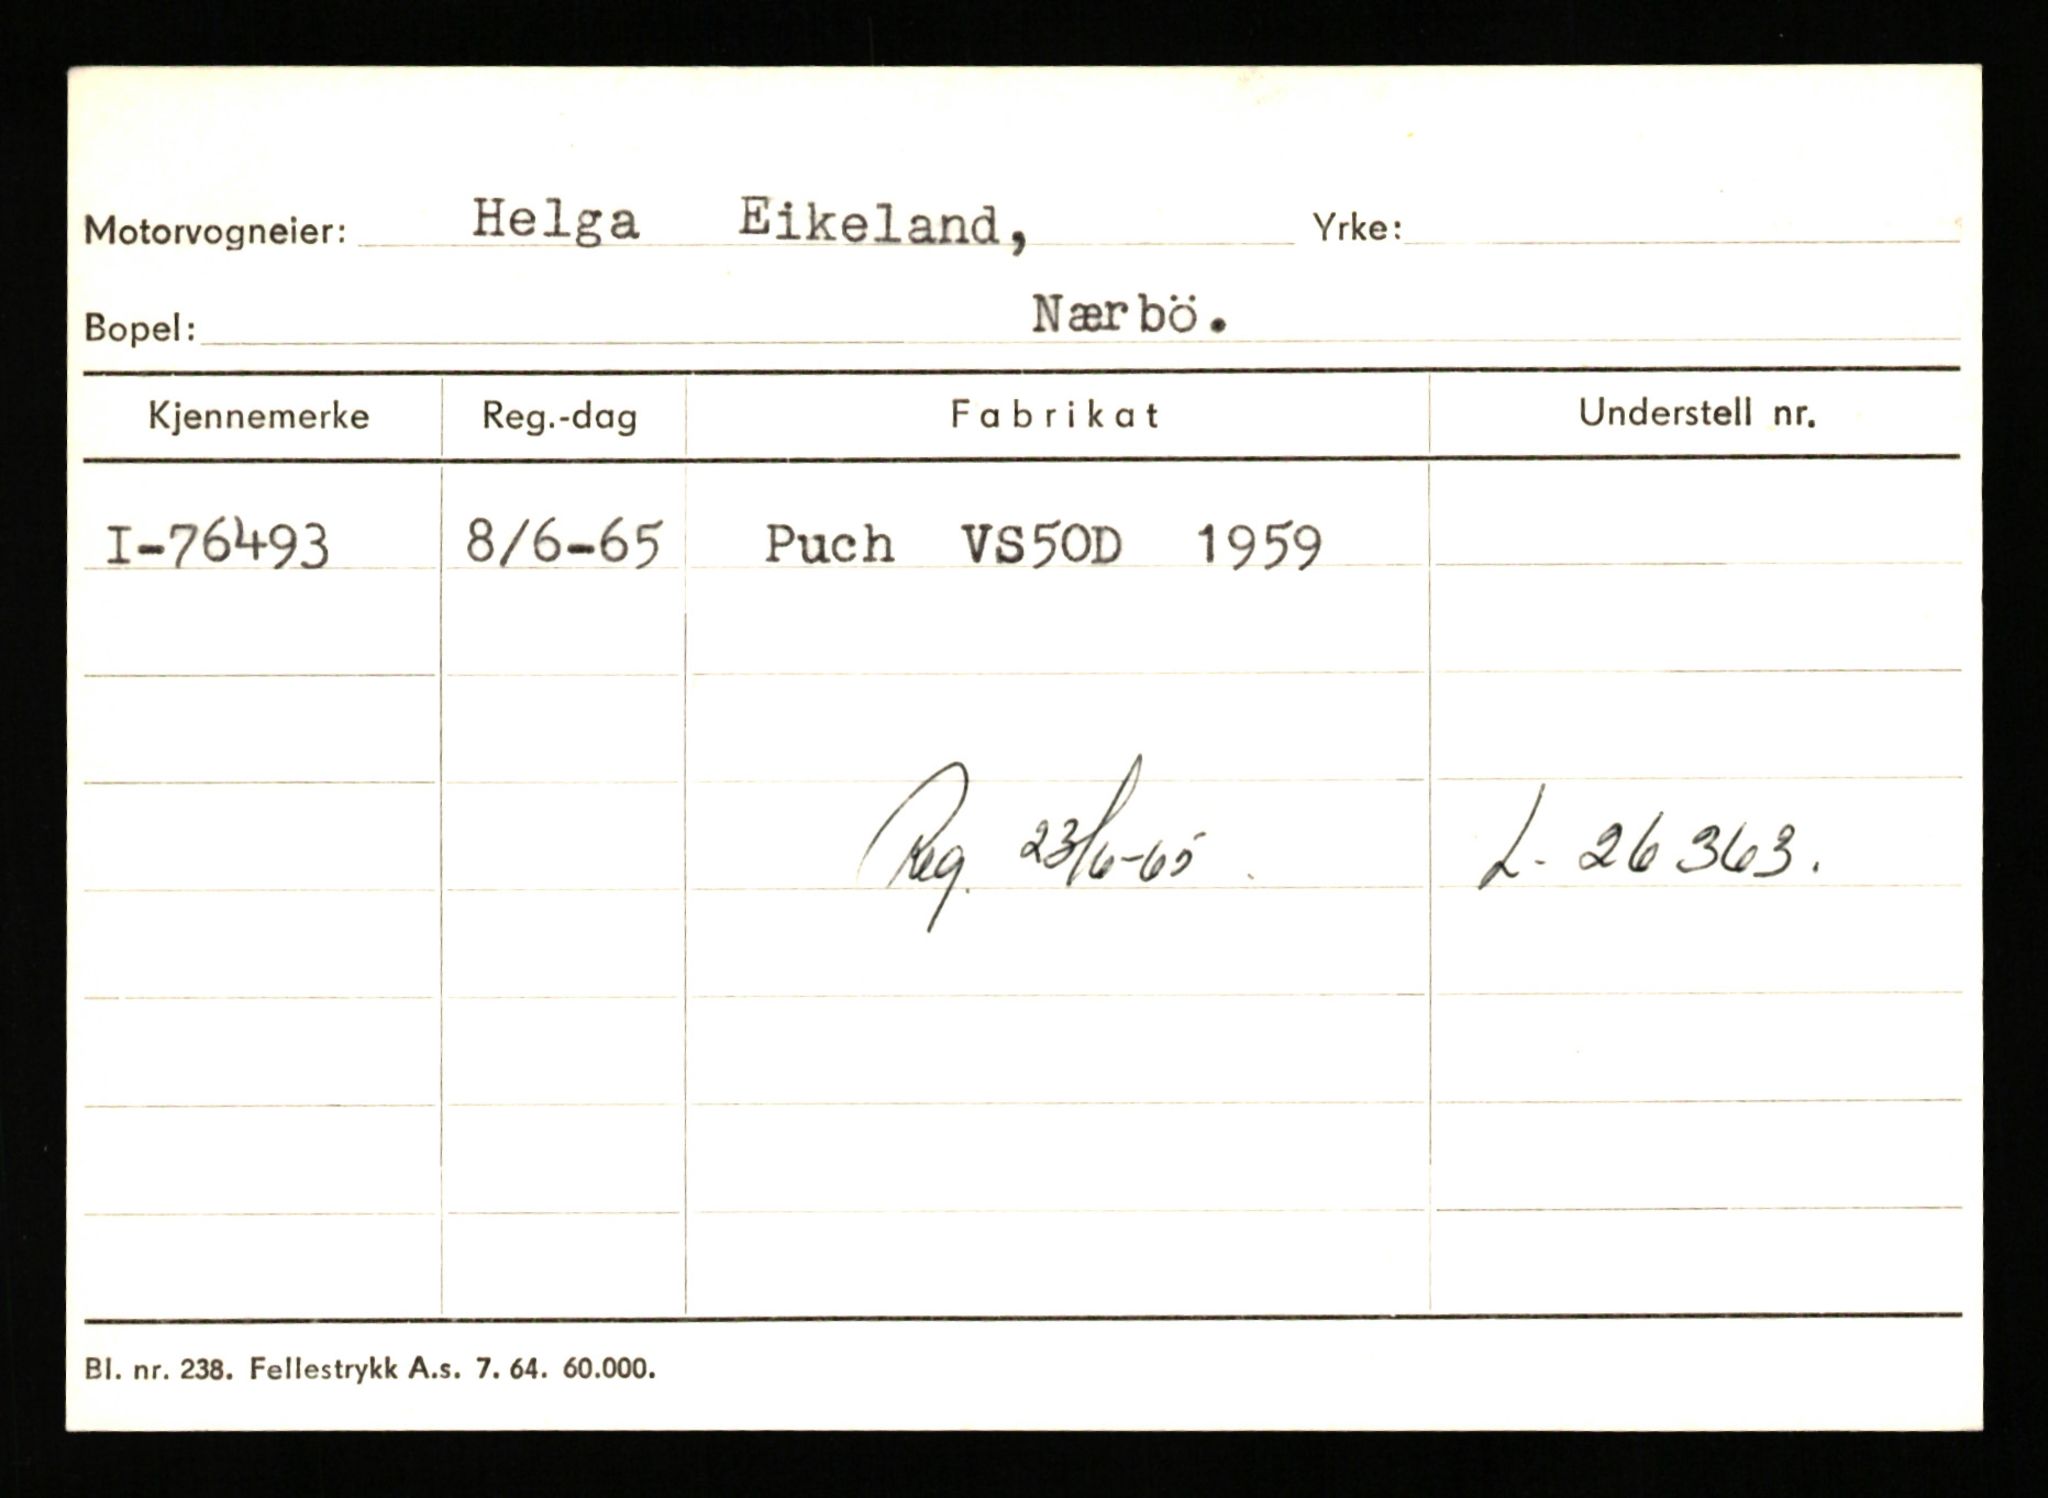 Motorvogneier: Helga Eikeland, Yrke:
Bopel: Nærbö.
Kjennemerke Reg.-dag Fabrikat Understell nr.
I-76493 8/6-65 Puch VS50D 1959
Reg. 23/6-65 L- 26363.
Bl. nr. 238. Fellestrykk A.s. 7. 64. 60.000.